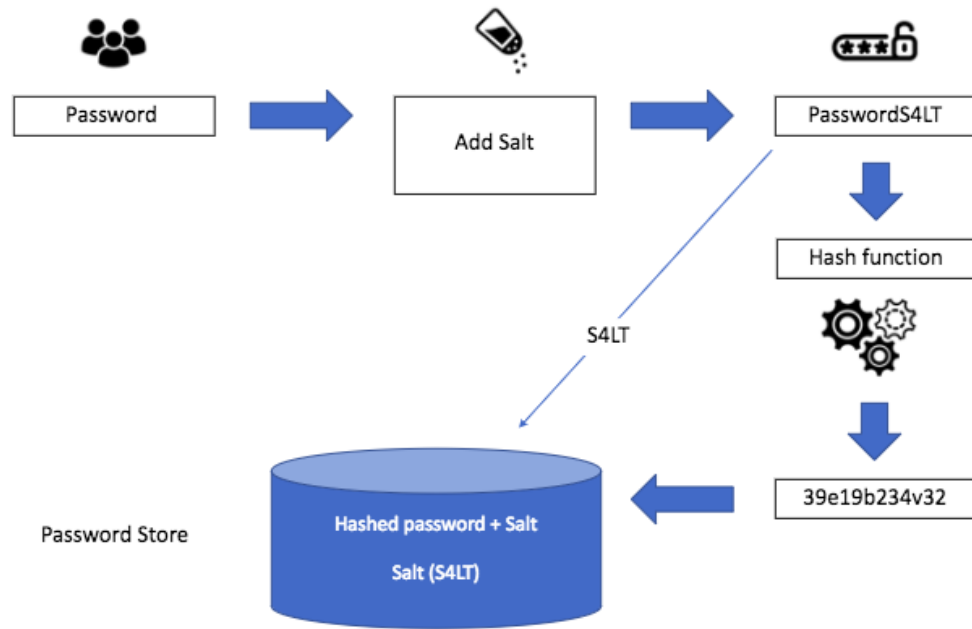 Password
Add Salt
***
PasswordS4LT
Hash function
S4LT
39e19b234v32
Password Store
Hashed password + Salt
Salt (S4LT)